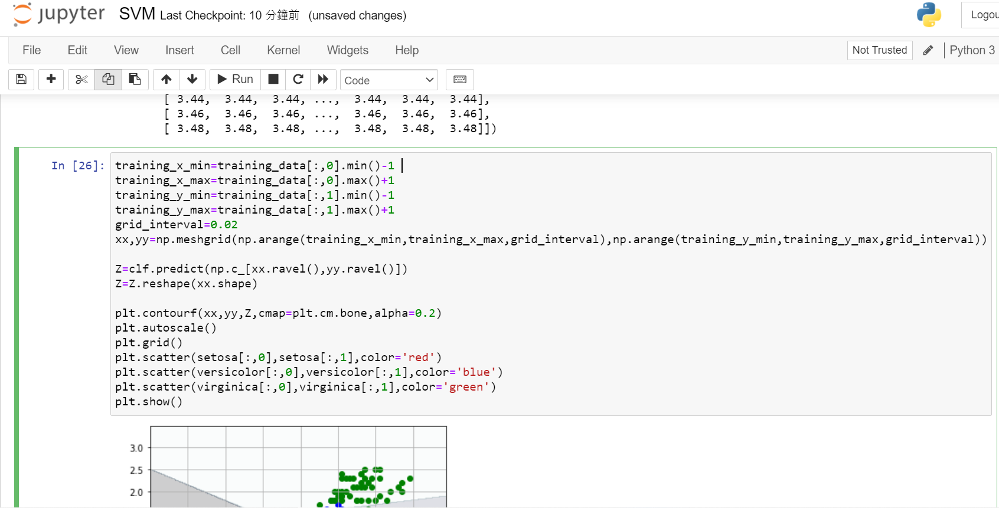 jupyter SVM Last Checkpoint: 10 分鐘前 (unsaved changes) Logou
File Edit View Insert Cell Kernel Widgets Help Not Trusted Python 3
Run Code
[ 3.44, 3.44, 3.44, ..., 3.44, 3.44, 3.44],
[ 3.46, 3.46, 3.46, ..., 3.46, 3.46, 3.46],
[ 3.48, 3.48, 3.48, ..., 3.48, 3.48, 3.48]])
In [26]: training_x_min=training_data[:,0].min()-1
training_x_max=training_data[:,0].max()+1
training_y_min=training_data[:,1].min()-1
training_y_max=training_data[:,1].max()+1
grid_interval=0.02
xx,yy=np.meshgrid(np.arange(training_x_min,training_x_max,grid_interval),np.arange(training_y_min,training_y_max,grid_interval))
Z=clf.predict(np.c_[xx.ravel(),yy.ravel()])
Z=Z.reshape(xx.shape)
plt.contourf(xx,yy,Z,cmap=plt.cm.bone,alpha=0.2)
plt.autoscale()
plt.grid()
plt.scatter(setosa[:,0],setosa[:,1],color='red')
plt.scatter(versicolor[:,0],versicolor[:,1],color='blue')
plt.scatter(virginica[:,0],virginica[:,1],color='green')
plt.show()
3.0
2.5
2.0